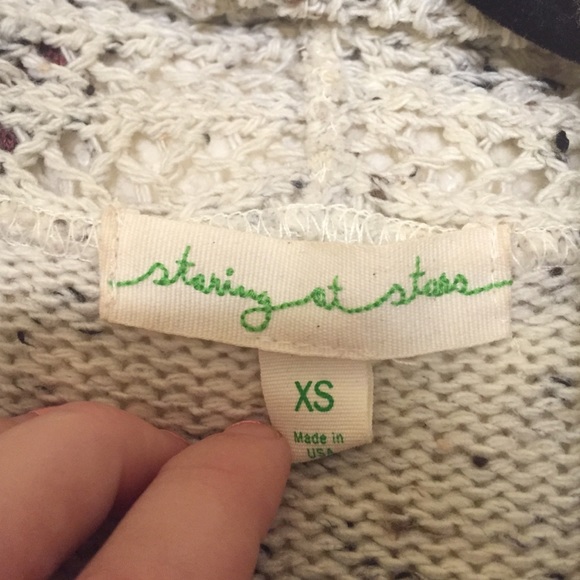 staring at stars
XS
Made in
USA